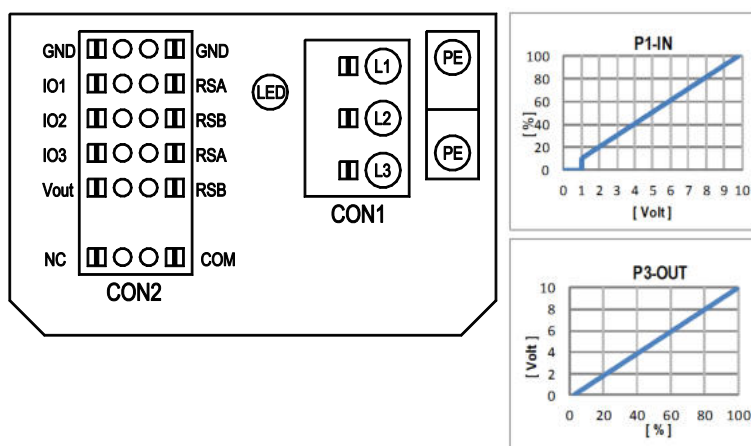 GND GND
IO1 RSA
IO2 RSB
IO3 RSA
Vout RSB
NC COM
CON2
LED
L1
L2
L3
CON1
PE
PE
P1-IN
100
80
60
40
20
0
[%]
0 1 2 3 4 5 6 7 8 9 10
[ Volt ]
P3-OUT
10
8
6
4
2
0
[ Volt ]
0 20 40 60 80 100
[ % ]